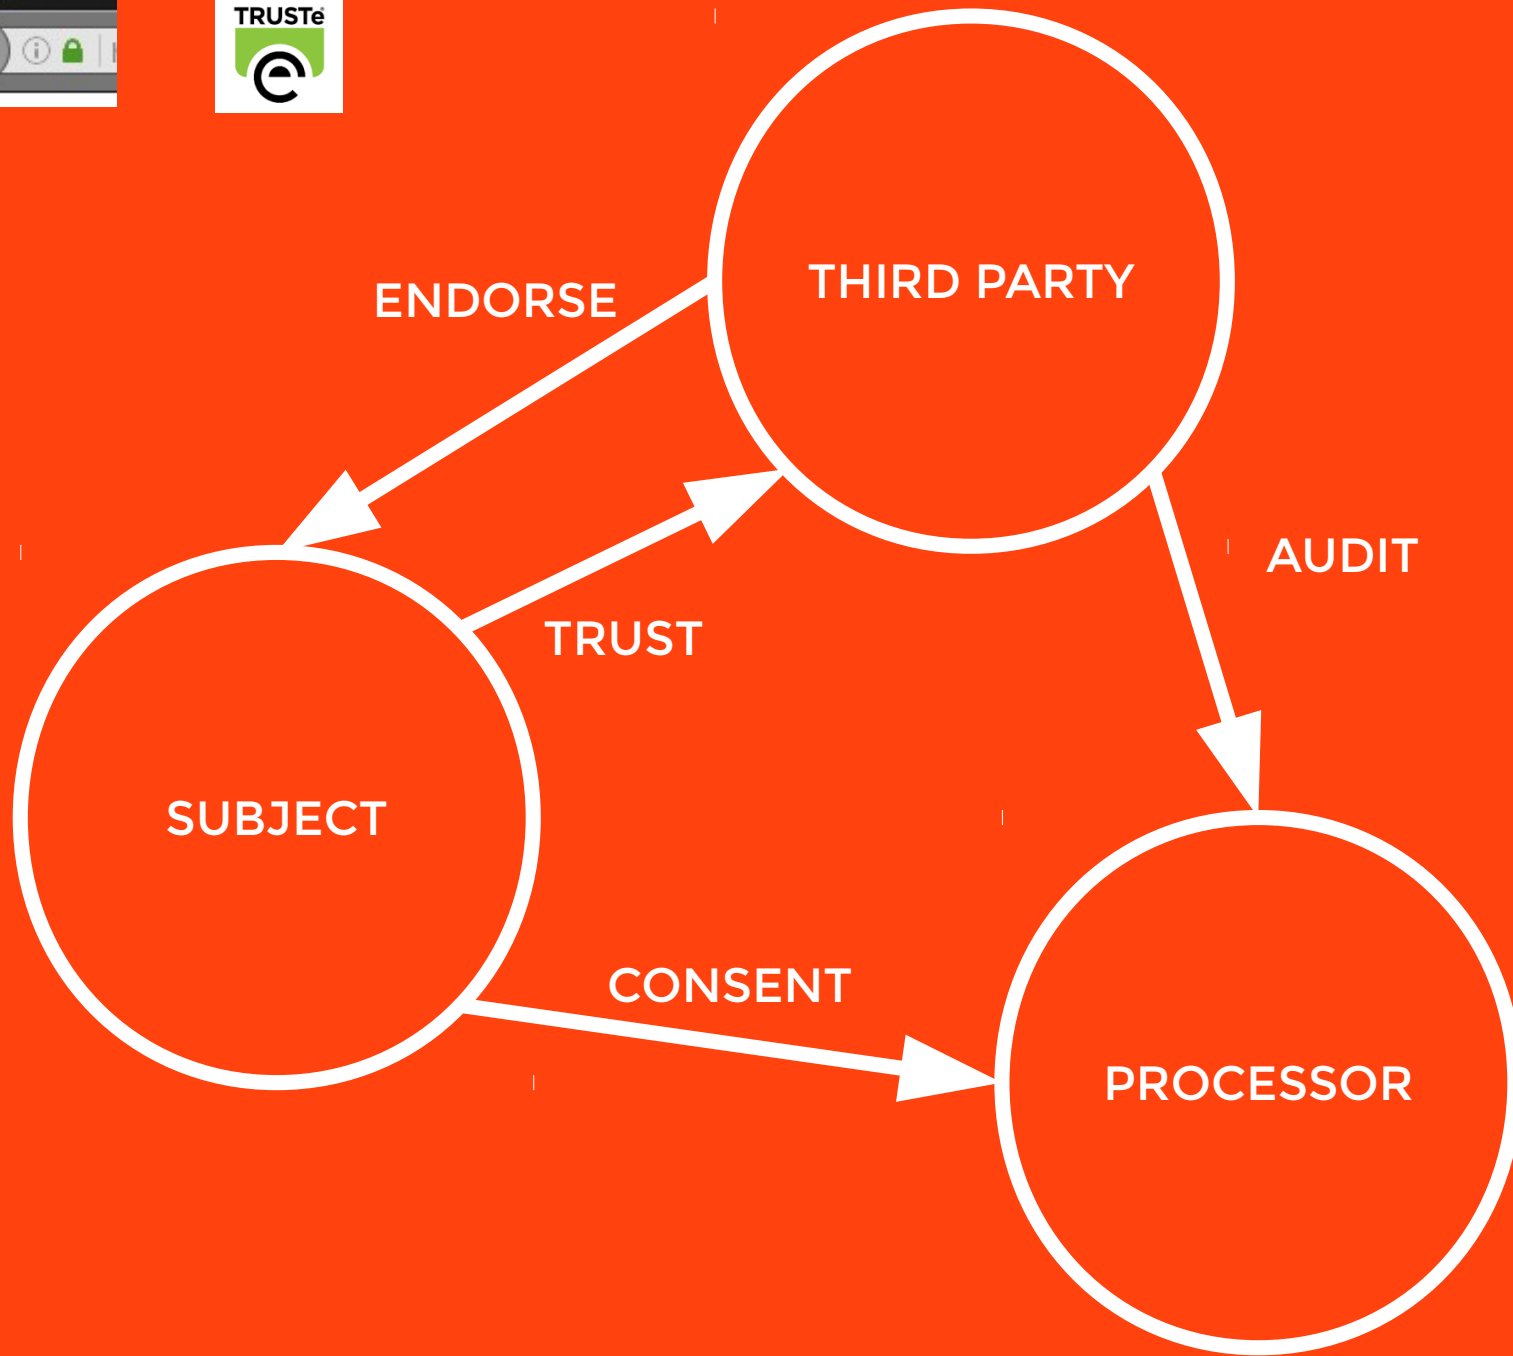 TRUSTe
THIRD PARTY
ENDORSE
AUDIT
TRUST
SUBJECT
CONSENT
PROCESSOR